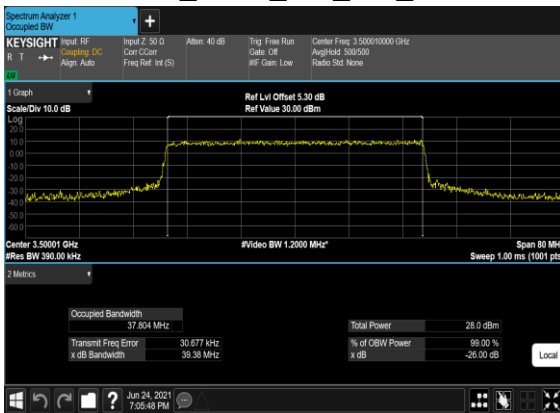 Spectrum Analyzer 1
Occupied BW
KEYSIGHT
R T
LV
Input: RF
Coupling: DC
Align: Auto
Input Z: 50 Ω
Corr CCorr
Freq Ref: Int (S)
Atten: 40 dB
Trig: Free Run
Gate: Off
#IF Gain: Low
Center Freq: 3.500010000 GHz
Avg|Hold: 500/500
Radio Std: None
1 Graph
Scale/Div 10.0 dB
Ref Lvl Offset 5.30 dB
Ref Value 30.00 dBm
Log
20.0
10.0
0.00
-10.0
-20.0
-30.0
-40.0
-50.0
-60.0
Center 3.50001 GHz
#Res BW 390.00 kHz
#Video BW 1.2000 MHz*
Span 80 MH
Sweep 1.00 ms (1001 pts
2 Metrics
Occupied Bandwidth
37.804 MHz
Transmit Freq Error 30.677 kHz
x dB Bandwidth 39.38 MHz
Total Power 28.0 dBm
% of OBW Power 99.00 %
x dB -26.00 dB
Local
?
Jun 24, 2021
7:05:48 PM